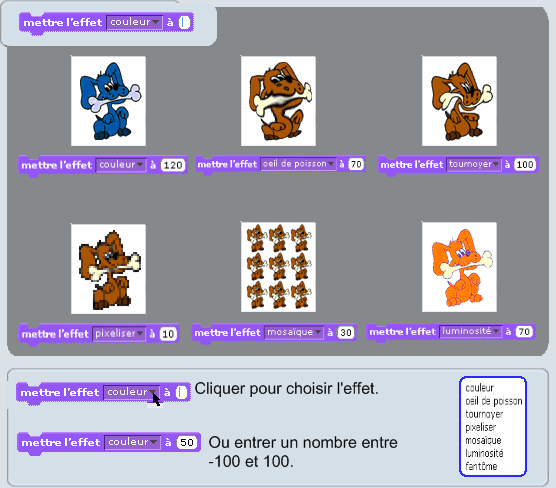 mettre l'effet couleur à
mettre l'effet couleur à 120
mettre l'effet oeil de poisson à 70
mettre l'effet tournoyer à 100
mettre l'effet pixeliser à 10
mettre l'effet mosaïque à 30
mettre l'effet luminosité à 70
mettre l'effet couleur à Cliquer pour choisir l'effet.
mettre l'effet couleur à 50 Ou entrer un nombre entre
-100 et 100.
couleur
oeil de poisson
tournoyer
pixeliser
mosaïque
luminosité
fantôme